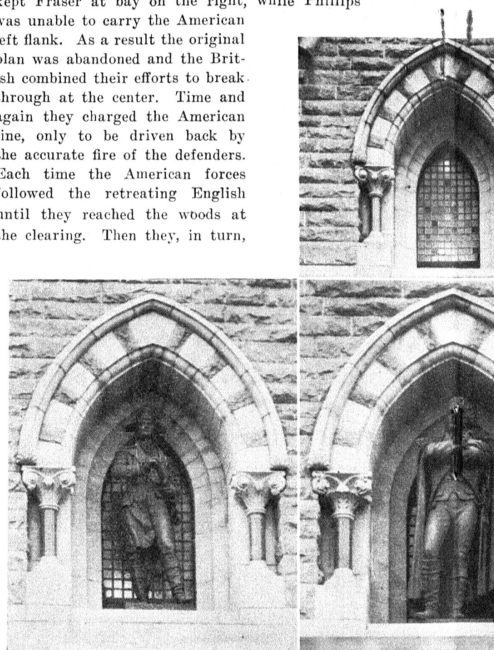 kept Fraser at bay on the right, while Phillips
was unable to carry the American
left flank. As a result the original
plan was abandoned and the Brit-
ish combined their efforts to break
through at the center. Time and
again they charged the American
line, only to be driven back by
the accurate fire of the defenders.
Each time the American forces
followed the retreating English
until they reached the woods at
the clearing. Then they, in turn,